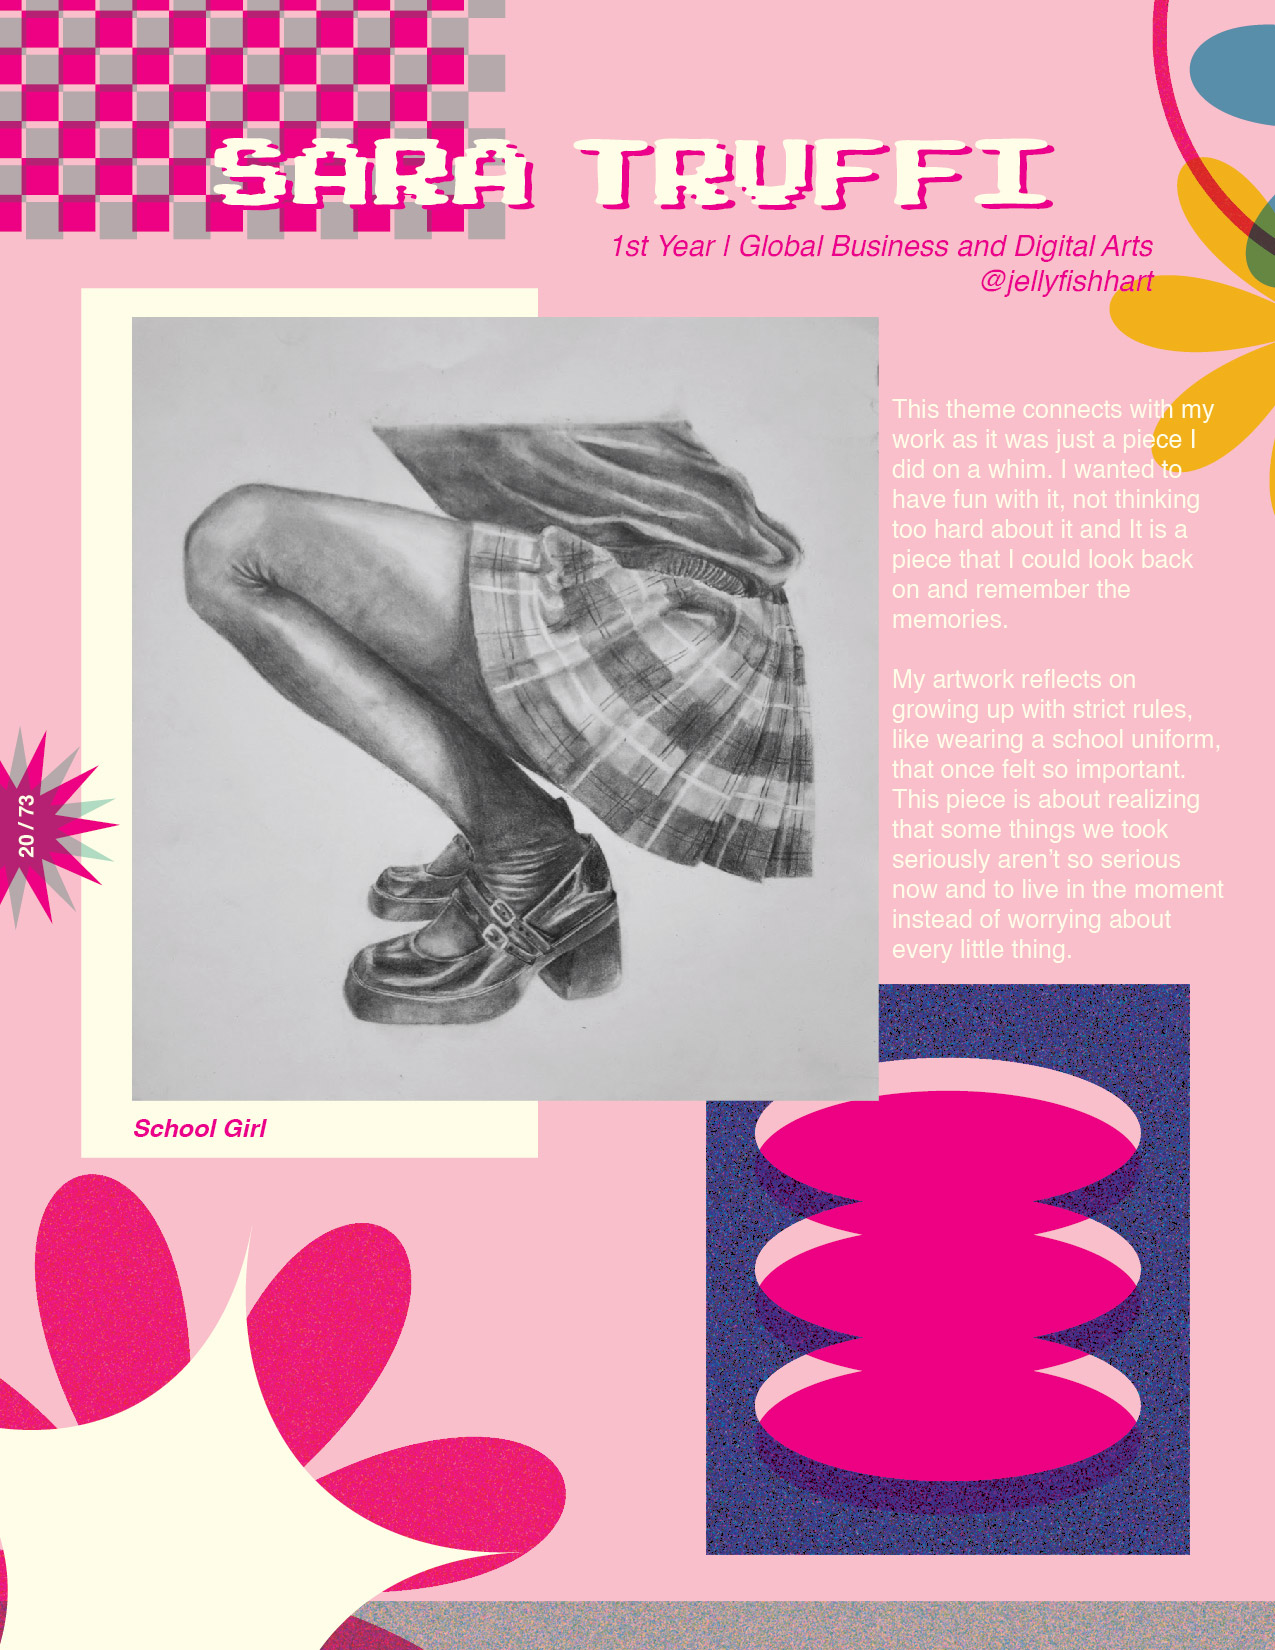 SARA TRUFFI
1st Year | Global Business and Digital Arts
@jellyfishhart
This theme connects with my
work as it was just a piece I
did on a whim. I wanted to
have fun with it, not thinking
too hard about it and It is a
piece that I could look back
on and remember the
memories.
My artwork reflects on
growing up with strict rules,
like wearing a school uniform,
that once felt so important.
This piece is about realizing
that some things we took
seriously aren’t so serious
now and to live in the moment
instead of worrying about
every little thing.
20 / 73
School Girl